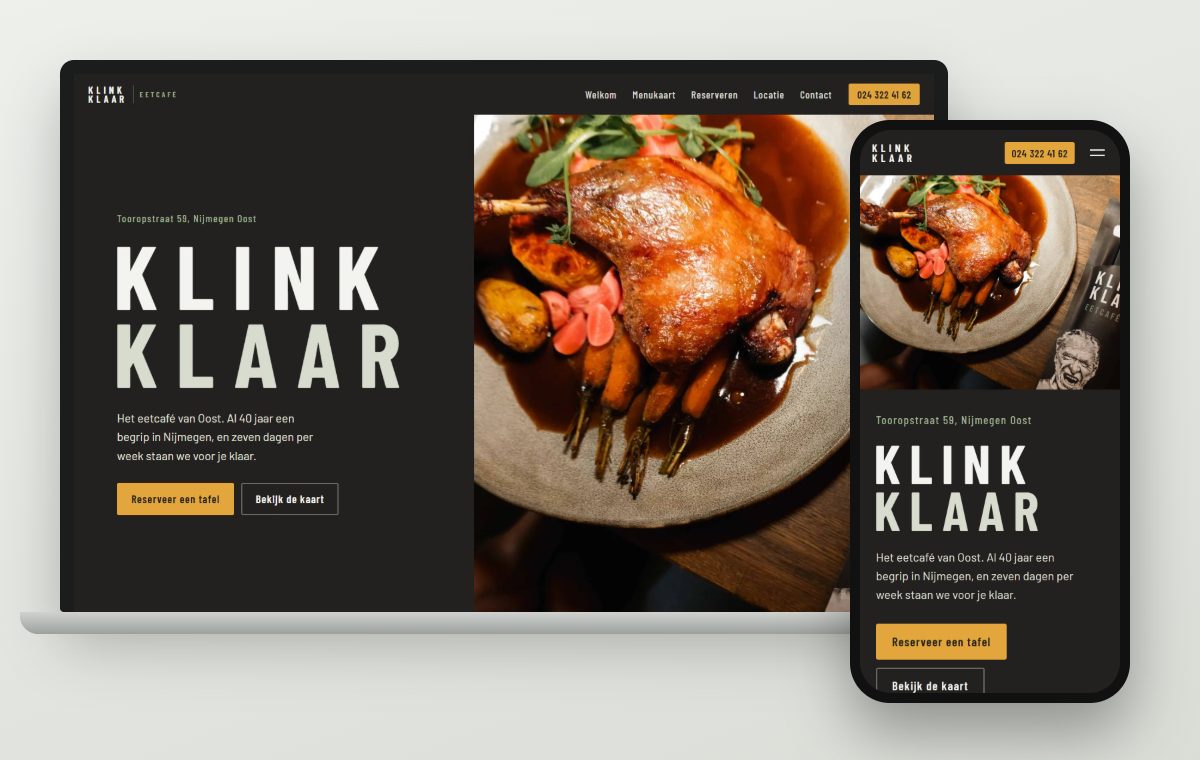 KLINK
KLAAR
EETCAFÉ
Welkom
Menukaart
Reserveren
Locatie
Contact
024 322 41 62
Tooropstraat 59, Nijmegen Oost
KLINK
KLAAR
Het eetcafé van Oost. Al 40 jaar een
begrip in Nijmegen, en zeven dagen per
week staan we voor je klaar.
Reserveer een tafel
Bekijk de kaart
KLINK
KLAAR
024 322 41 62
EETCAFÉ
Tooropstraat 59, Nijmegen Oost
KLINK
KLAAR
Het eetcafé van Oost. Al 40 jaar een
begrip in Nijmegen, en zeven dagen per
week staan we voor je klaar.
Reserveer een tafel
Bekijk de kaart